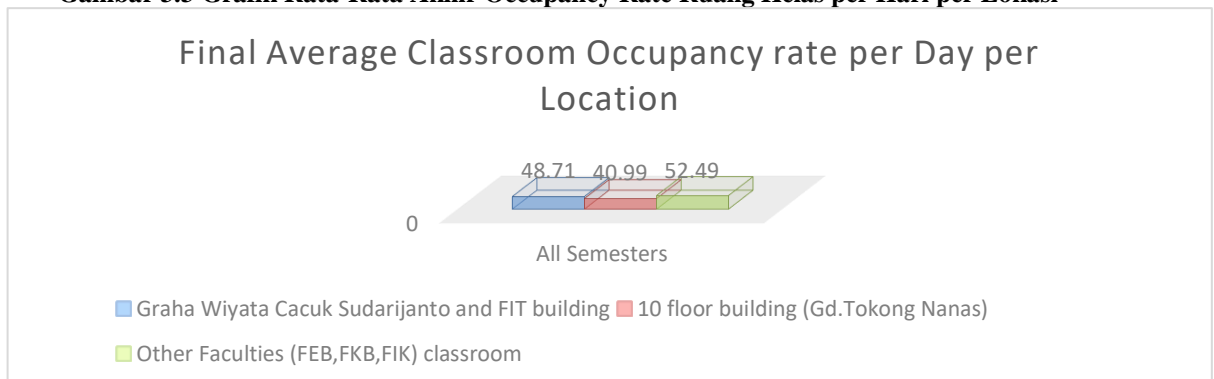 Final Average Classroom Occupancy rate per Day per
Location
48.71 40.99 52.49
0
All Semesters
Graha Wiyata Cacuk Sudarijanto and FIT building 10 floor building (Gd.Tokong Nanas)
Other Faculties (FEB,FKB,FIK) classroom